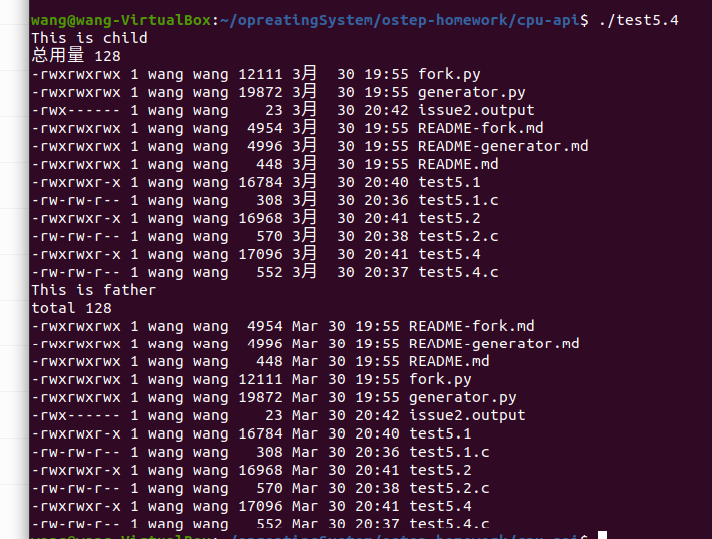 wang@wang-VirtualBox:~/opreatingSystem/ostep-homework/cpu-api$ ./test5.4
This is child
总用量 128
-rwxrwxrwx 1 wang wang 12111 3月  30 19:55 fork.py
-rwxrwxrwx 1 wang wang 19872 3月  30 19:55 generator.py
-rwx------ 1 wang wang    23 3月  30 20:42 issue2.output
-rwxrwxrwx 1 wang wang  4954 3月  30 19:55 README-fork.md
-rwxrwxrwx 1 wang wang  4996 3月  30 19:55 README-generator.md
-rwxrwxrwx 1 wang wang   448 3月  30 19:55 README.md
-rwxrwxr-x 1 wang wang 16784 3月  30 20:40 test5.1
-rw-rw-r-- 1 wang wang   308 3月  30 20:36 test5.1.c
-rwxrwxr-x 1 wang wang 16968 3月  30 20:41 test5.2
-rw-rw-r-- 1 wang wang   570 3月  30 20:38 test5.2.c
-rwxrwxr-x 1 wang wang 17096 3月  30 20:41 test5.4
-rw-rw-r-- 1 wang wang   552 3月  30 20:37 test5.4.c
This is father
total 128
-rwxrwxrwx 1 wang wang  4954 Mar 30 19:55 README-fork.md
-rwxrwxrwx 1 wang wang  4996 Mar 30 19:55 README-generator.md
-rwxrwxrwx 1 wang wang   448 Mar 30 19:55 README.md
-rwxrwxrwx 1 wang wang 12111 Mar 30 19:55 fork.py
-rwxrwxrwx 1 wang wang 19872 Mar 30 19:55 generator.py
-rwx------ 1 wang wang    23 Mar 30 20:42 issue2.output
-rwxrwxr-x 1 wang wang 16784 Mar 30 20:40 test5.1
-rw-rw-r-- 1 wang wang   308 Mar 30 20:36 test5.1.c
-rwxrwxr-x 1 wang wang 16968 Mar 30 20:41 test5.2
-rw-rw-r-- 1 wang wang   570 Mar 30 20:38 test5.2.c
-rwxrwxr-x 1 wang wang 17096 Mar 30 20:41 test5.4
-rw-rw-r-- 1 wang wang   552 Mar 30 20:37 test5.4.c
wang@wang-VirtualBox:~/opreatingSystem/ostep-homework/cpu-api$